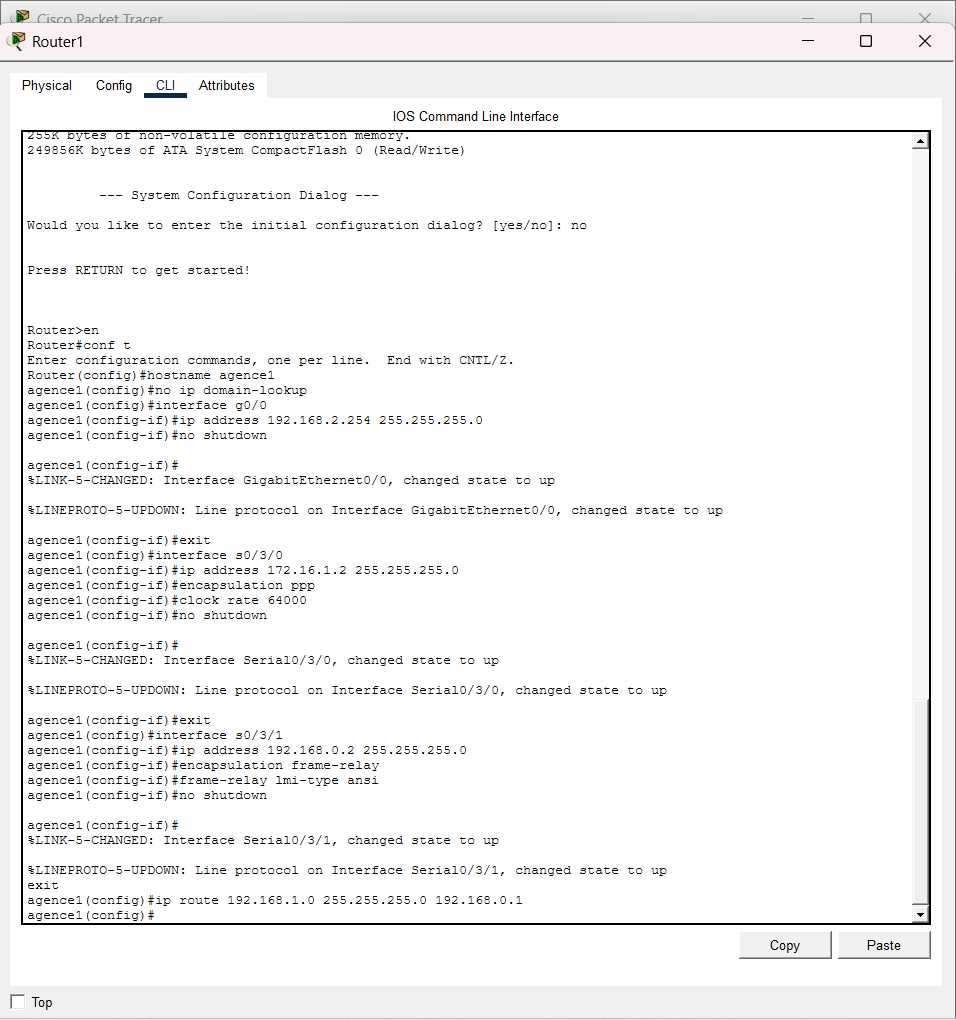 Cisco Packet Tracer
Router1
Physical Config CLI Attributes
IOS Command Line Interface
255K bytes of non-volatile configuration memory.
249856K bytes of ATA System CompactFlash 0 (Read/Write)
--- System Configuration Dialog ---
Would you like to enter the initial configuration dialog? [yes/no]: no
Press RETURN to get started!
Router>en
Router#conf t
Enter configuration commands, one per line.  End with CNTL/Z.
Router(config)#hostname agence1
agence1(config)#no ip domain-lookup
agence1(config)#interface g0/0
agence1(config-if)#ip address 192.168.2.254 255.255.255.0
agence1(config-if)#no shutdown
agence1(config-if)#
%LINK-5-CHANGED: Interface GigabitEthernet0/0, changed state to up
%LINEPROTO-5-UPDOWN: Line protocol on Interface GigabitEthernet0/0, changed state to up
agence1(config-if)#exit
agence1(config)#interface s0/3/0
agence1(config-if)#ip address 172.16.1.2 255.255.255.0
agence1(config-if)#encapsulation ppp
agence1(config-if)#clock rate 64000
agence1(config-if)#no shutdown
agence1(config-if)#
%LINK-5-CHANGED: Interface Serial0/3/0, changed state to up
%LINEPROTO-5-UPDOWN: Line protocol on Interface Serial0/3/0, changed state to up
agence1(config-if)#exit
agence1(config)#interface s0/3/1
agence1(config-if)#ip address 192.168.0.2 255.255.255.0
agence1(config-if)#encapsulation frame-relay
agence1(config-if)#frame-relay lmi-type ansi
agence1(config-if)#no shutdown
agence1(config-if)#
%LINK-5-CHANGED: Interface Serial0/3/1, changed state to up
%LINEPROTO-5-UPDOWN: Line protocol on Interface Serial0/3/1, changed state to up
exit
agence1(config)#ip route 192.168.1.0 255.255.255.0 192.168.0.1
agence1(config)#
Copy Paste
Top